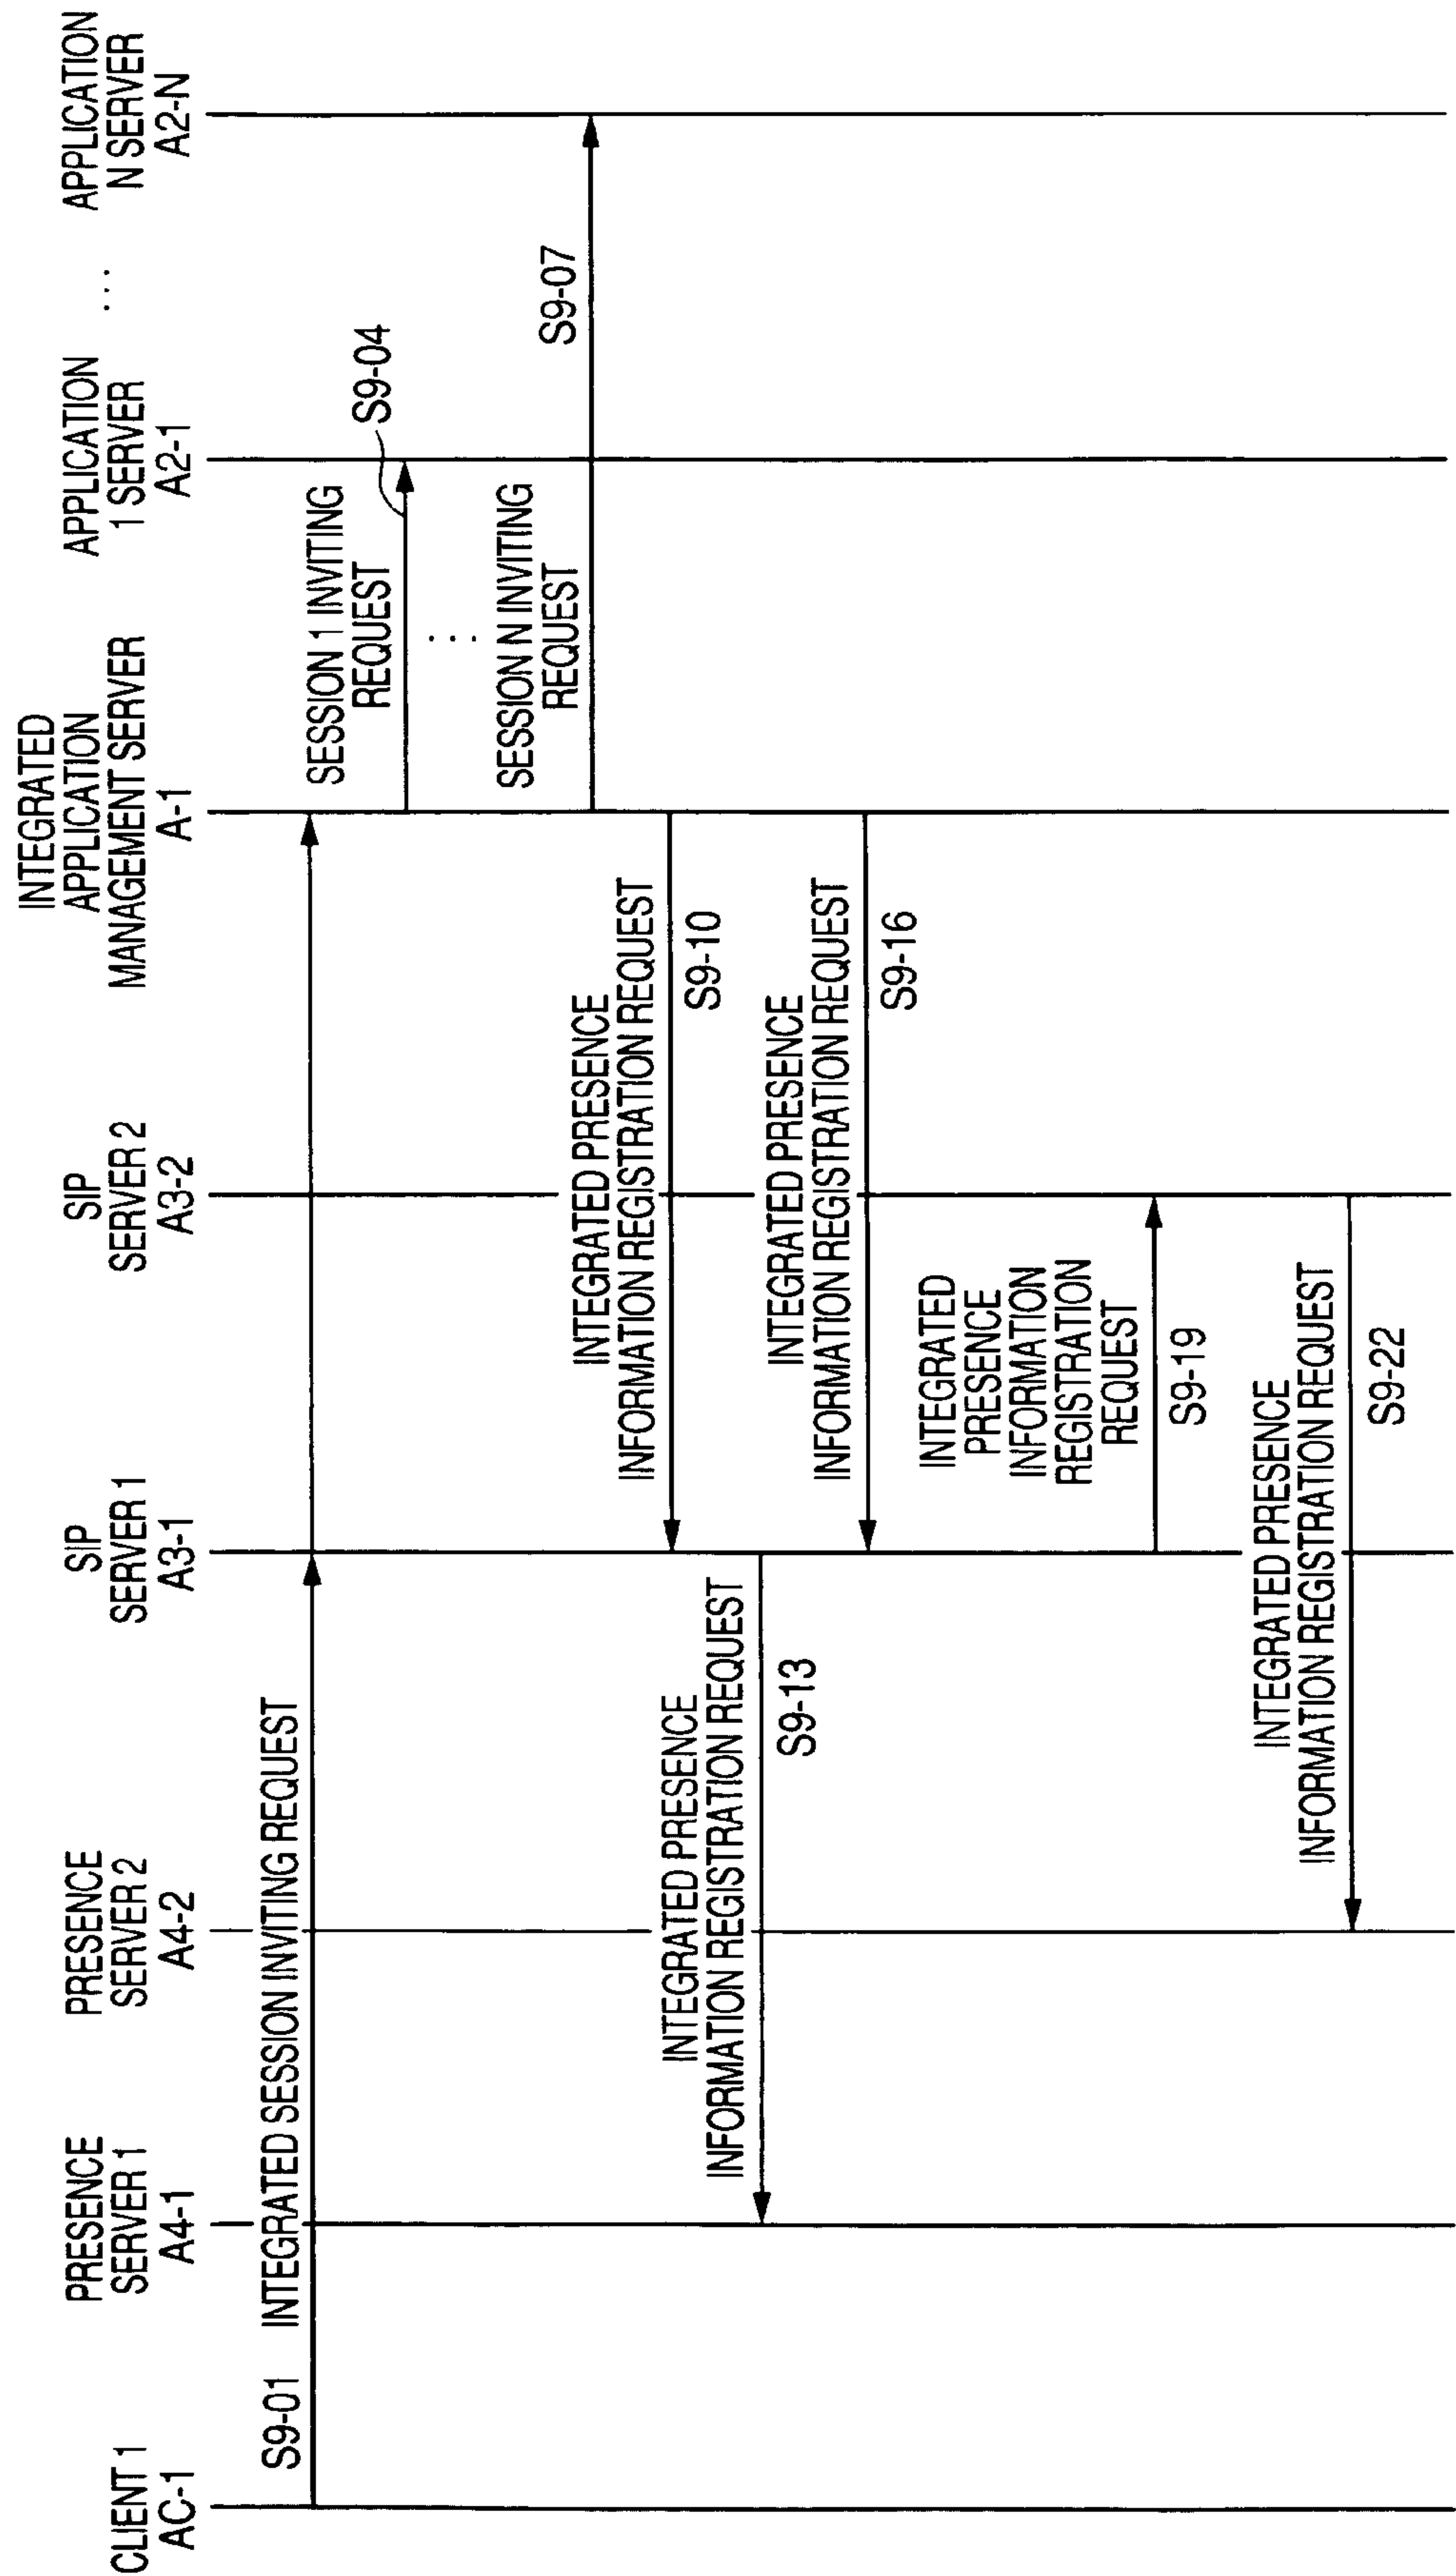 CLIENT 1
AC-1
PRESENCE
SERVER 1
A4-1
PRESENCE
SERVER 2
A4-2
SIP
SERVER 1
A3-1
SIP
SERVER 2
A3-2
INTEGRATED
APPLICATION
MANAGEMENT SERVER
A-1
APPLICATION
1 SERVER
A2-1
...
APPLICATION
N SERVER
A2-N
S9-01 INTEGRATED SESSION INVITING REQUEST
SESSION 1 INVITING
REQUEST
S9-04
...
SESSION N INVITING
REQUEST
S9-07
INTEGRATED PRESENCE
INFORMATION REGISTRATION REQUEST
S9-10
INTEGRATED PRESENCE
INFORMATION REGISTRATION REQUEST
S9-13
INTEGRATED PRESENCE
INFORMATION REGISTRATION REQUEST
S9-16
INTEGRATED
PRESENCE
INFORMATION
REGISTRATION
REQUEST
S9-19
INTEGRATED PRESENCE
INFORMATION REGISTRATION REQUEST
S9-22